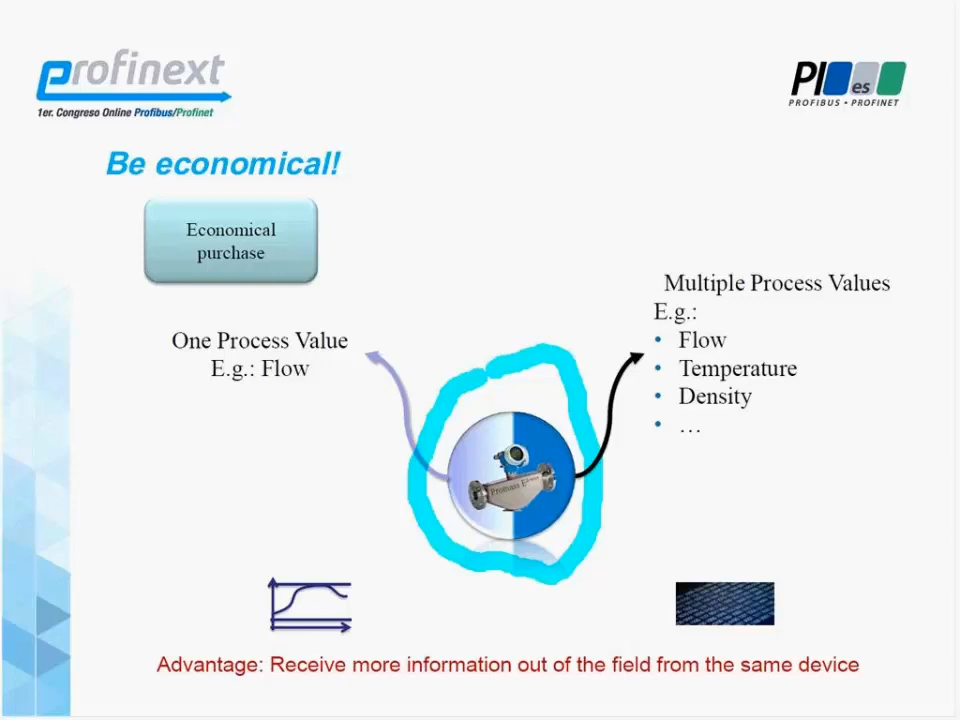 Profinext
1er. Congreso Online Profibus/Profinet
PI es
PROFIBUS • PROFINET
Be economical!
Economical
purchase
One Process Value
E.g.: Flow
Multiple Process Values
E.g.:
• Flow
• Temperature
• Density
• …
Promass E
Advantage: Receive more information out of the field from the same device